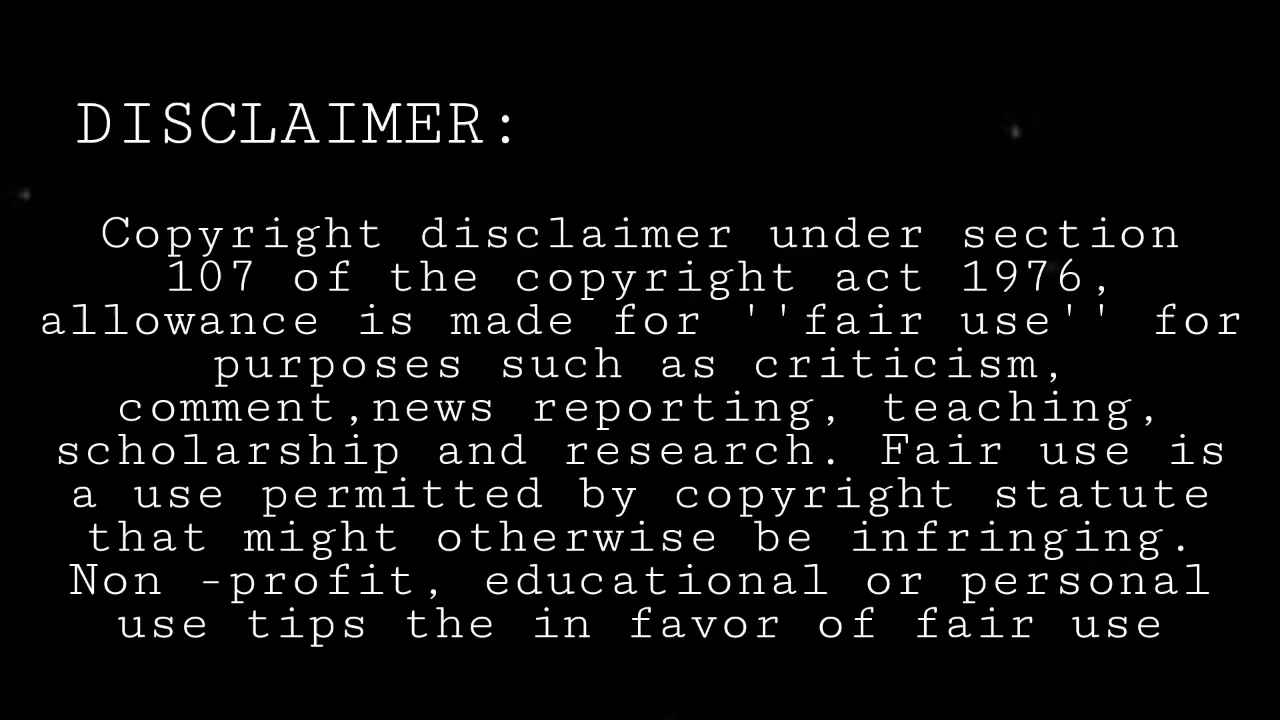 DISCLAIMER:
Copyright disclaimer under section
107 of the copyright act 1976,
allowance is made for ''fair use'' for
purposes such as criticism,
comment,news reporting, teaching,
scholarship and research. Fair use is
a use permitted by copyright statute
that might otherwise be infringing.
Non -profit, educational or personal
use tips the in favor of fair use